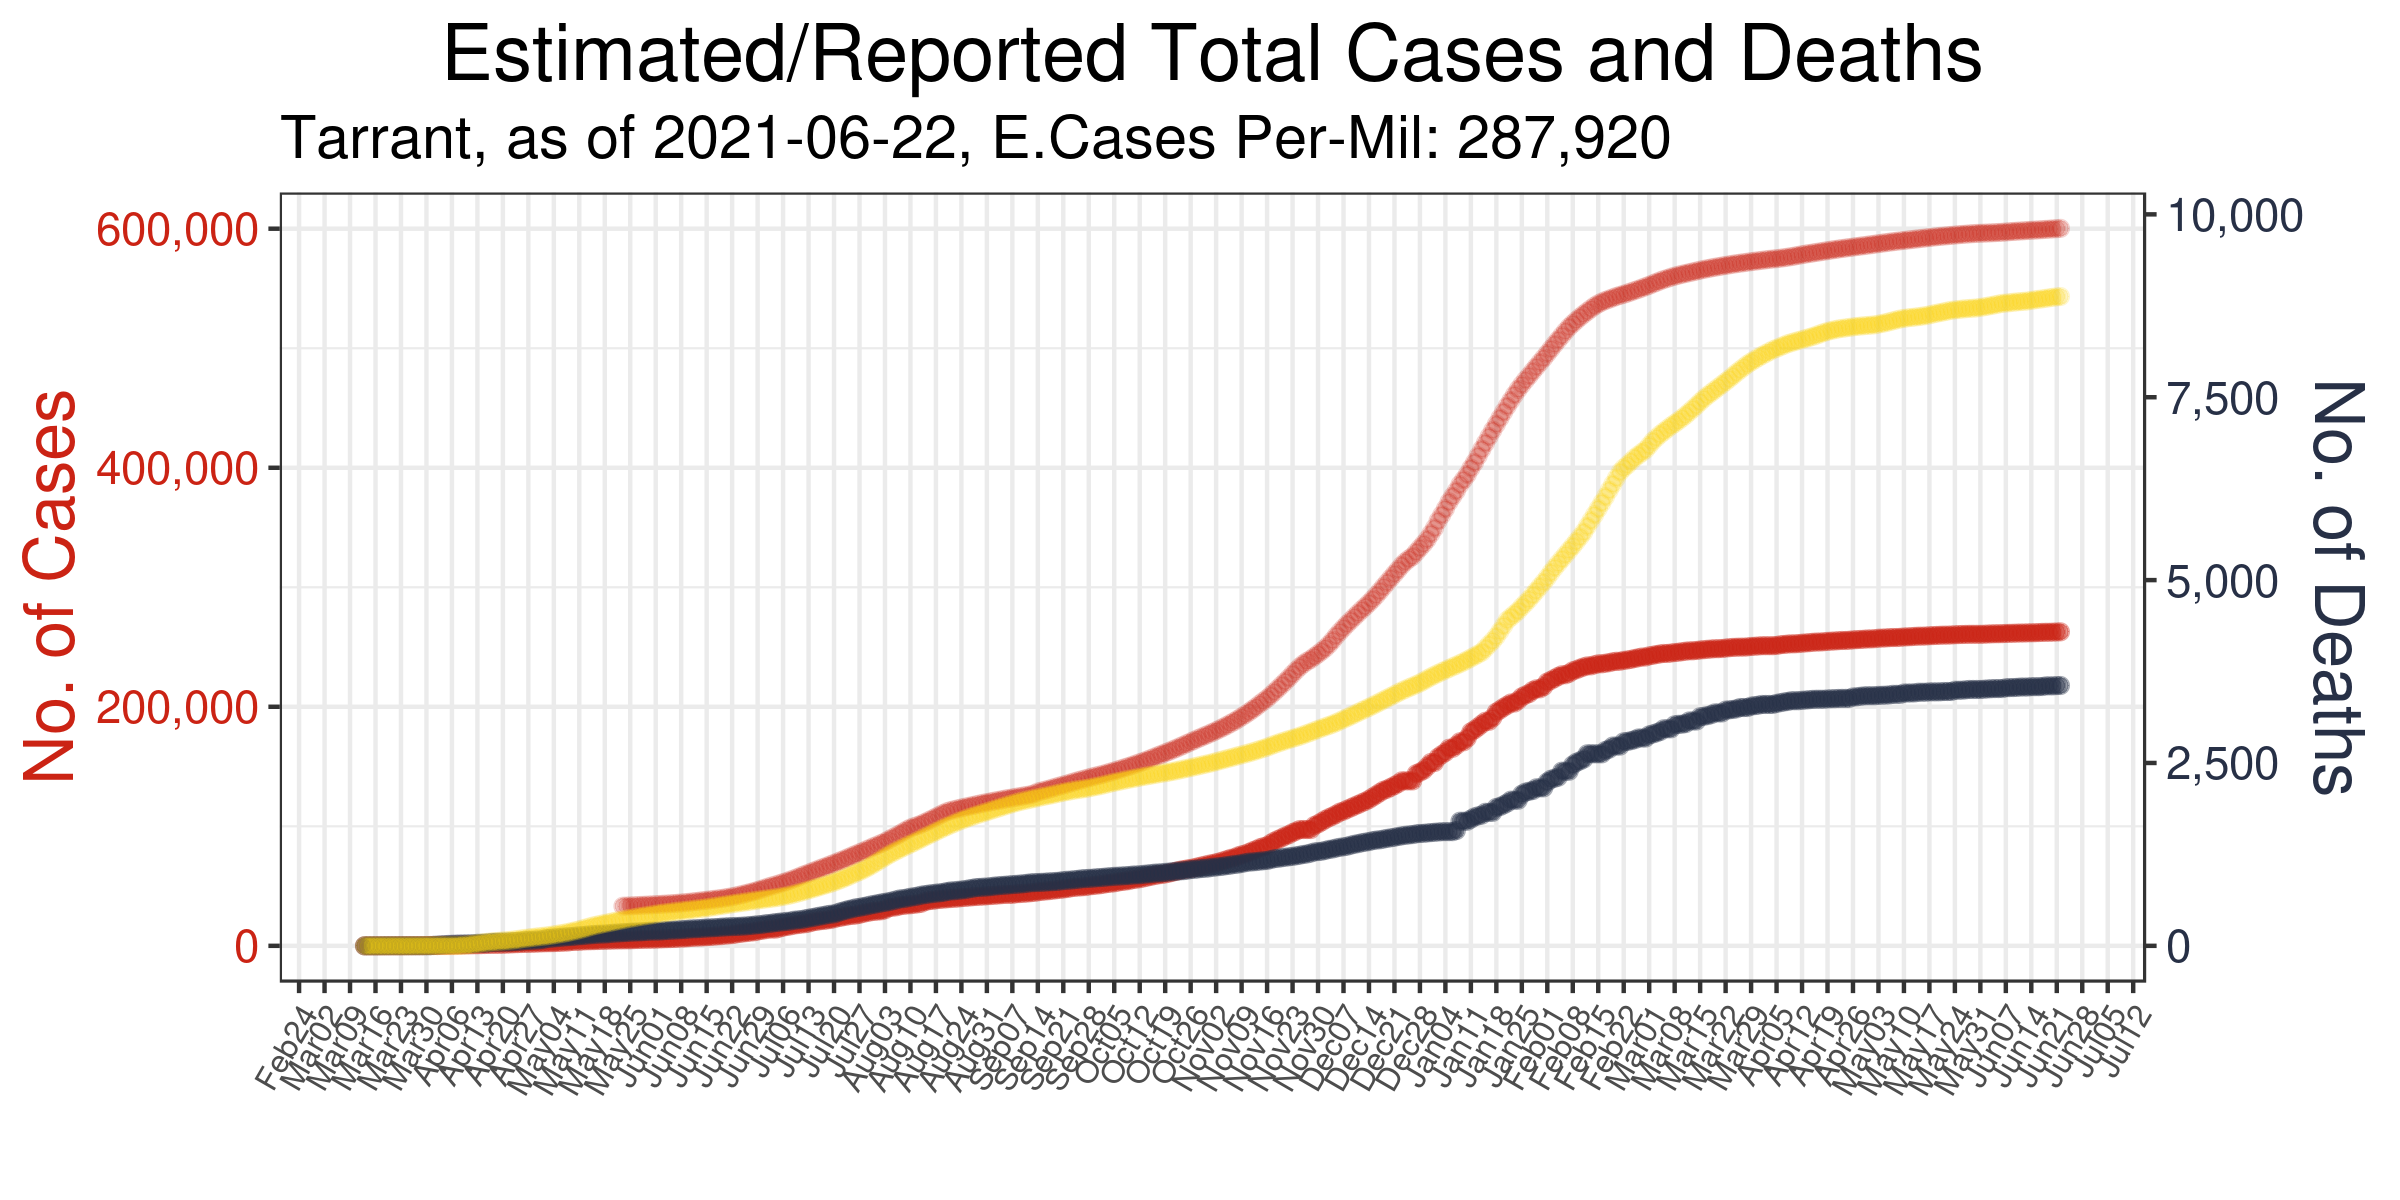 Estimated/Reported Total Cases and Deaths
Tarrant, as of 2021-06-22, E.Cases Per-Mil: 287,920
No. of Cases
600,000
400,000
200,000
0
10,000
7,500
5,000
2,500
0
No. of Deaths
Feb24
Mar02
Mar09
Mar16
Mar23
Mar30
Apr06
Apr13
Apr20
Apr27
May04
May11
May18
May25
Jun01
Jun08
Jun15
Jun22
Jun29
Jul06
Jul13
Jul20
Jul27
Aug03
Aug10
Aug17
Aug24
Aug31
Sep07
Sep14
Sep21
Sep28
Oct05
Oct12
Oct19
Oct26
Nov02
Nov09
Nov16
Nov23
Nov30
Dec07
Dec14
Dec21
Dec28
Jan04
Jan11
Jan18
Jan25
Feb01
Feb08
Feb15
Feb22
Mar01
Mar08
Mar15
Mar22
Mar29
Apr05
Apr12
Apr19
Apr26
May03
May10
May17
May24
May31
Jun07
Jun14
Jun21
Jun28
Jul05
Jul12